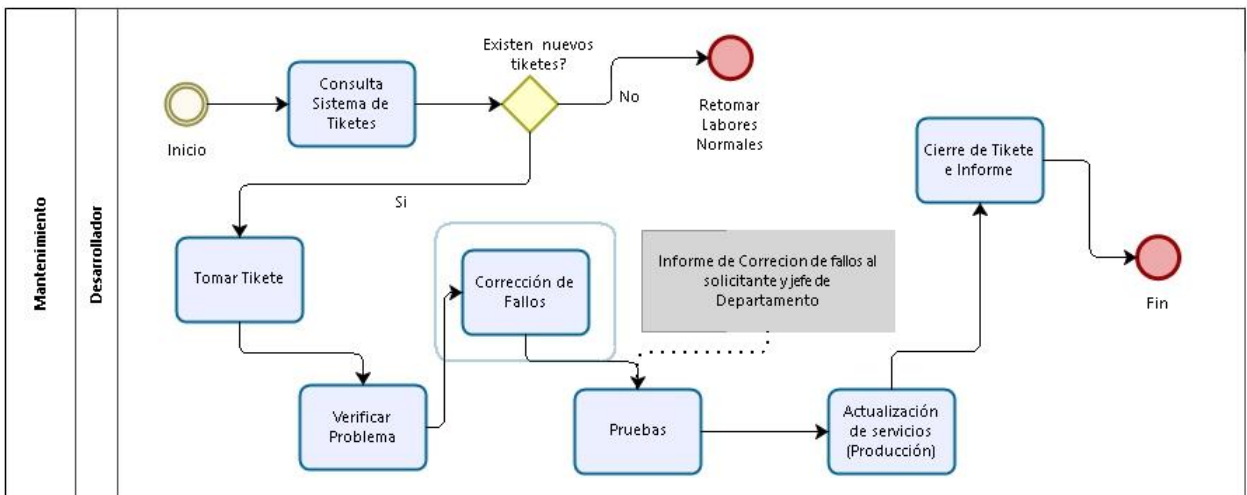 Mantenimiento
Desarrollador
Inicio
Consulta
Sistema de
Tiketes
Existen nuevos
tiketes?
No
Retomar
Labores
Normales
Si
Tomar Tikete
Verificar
Problema
Corrección de
Fallos
Informe de Correcion de fallos al
solicitante y jefe de
Departamento
Pruebas
Actualización
de servicios
(Producción)
Cierre de Tikete
e Informe
Fin